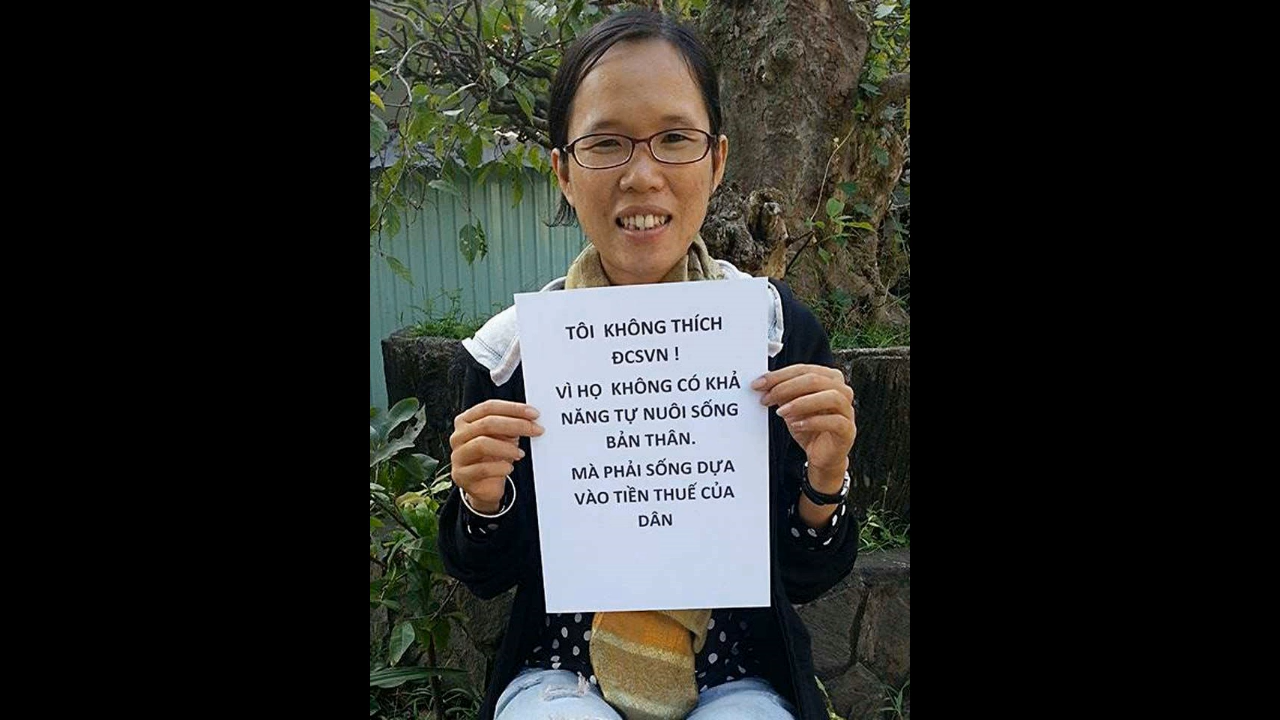 TÔI KHÔNG THÍCH
ĐCSVN !
VÌ HỌ KHÔNG CÓ KHẢ
NĂNG TỰ NUÔI SỐNG
BẢN THÂN.
MÀ PHẢI SỐNG DỰA
VÀO TIỀN THUẾ CỦA
DÂN